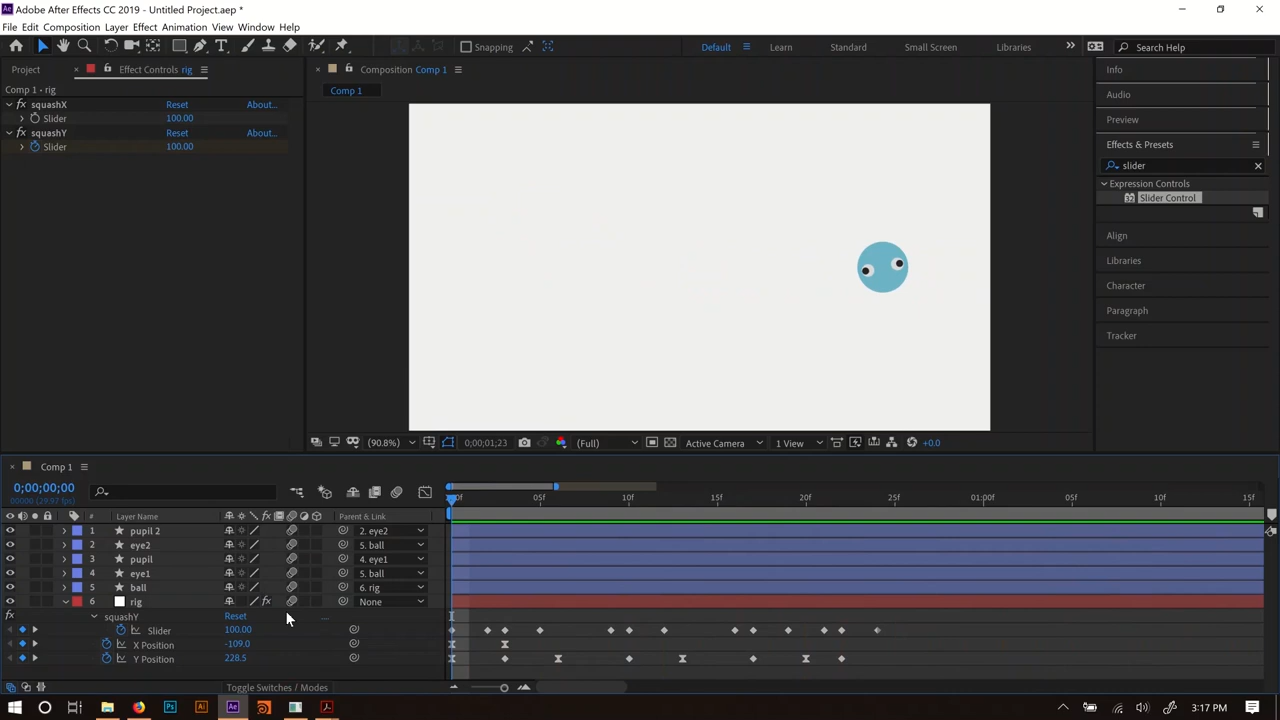 Adobe After Effects CC 2019 - Untitled Project.aep *
File Edit Composition Layer Effect Animation View Window Help
Snapping
Default
Learn
Standard
Small Screen
Libraries
Search Help
Project
Effect Controls rig
Comp 1 • rig
squashX Reset About...
Slider 100.00
squashY Reset About...
Slider 100.00
Composition Comp 1
Comp 1
Info
Audio
Preview
Effects & Presets
slider
Expression Controls
Slider Control
Align
Libraries
Character
Paragraph
Tracker
(90.8%) 0;00;01;23 (Full) Active Camera 1 View +0.0
Comp 1
0;00;00;00
00000 (29.97 fps)
05f 10f 15f 20f 25f 01:00f 05f 10f 15f
# Layer Name Parent & Link
1 pupil 2 2. eye2
2 eye2 5. ball
3 pupil 4. eye1
4 eye1 5. ball
5 ball 6. rig
6 rig None
squashY Reset
Slider 100.00
X Position -109.0
Y Position 228.5
Toggle Switches / Modes
3:17 PM